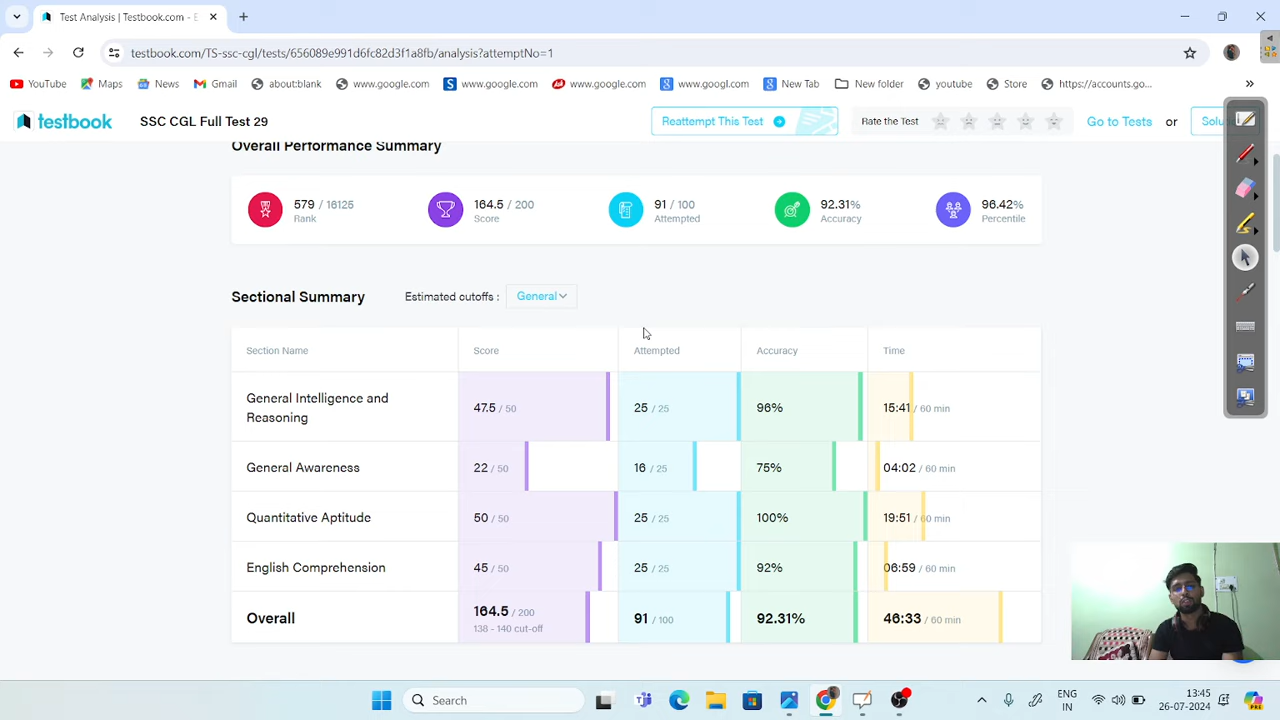 Test Analysis | Testbook.com - E
testbook.com/TS-ssc-cgl/tests/656089e991d6fc82d3f1a8fb/analysis?attemptNo=1
YouTube Maps News Gmail about:blank www.google.com www.google.com www.google.com www.googl.com New Tab New folder youtube Store https://accounts.go...
testbook SSC CGL Full Test 29 Reattempt This Test Rate the Test Go to Tests or Solu
Overall Performance Summary
579 / 16125 164.5 / 200 91 / 100 92.31% 96.42%
Rank Score Attempted Accuracy Percentile
Sectional Summary Estimated cutoffs : General
Section Name Score Attempted Accuracy Time
General Intelligence and
Reasoning
47.5 / 50 25 / 25 96% 15:41 / 60 min
General Awareness 22 / 50 16 / 25 75% 04:02 / 60 min
Quantitative Aptitude 50 / 50 25 / 25 100% 19:51 / 60 min
English Comprehension 45 / 50 25 / 25 92% 06:59 / 60 min
Overall 164.5 / 200 91 / 100 92.31% 46:33 / 60 min
138 - 140 cut-off
Search
ENG
IN
13:45
26-07-2024
PRE